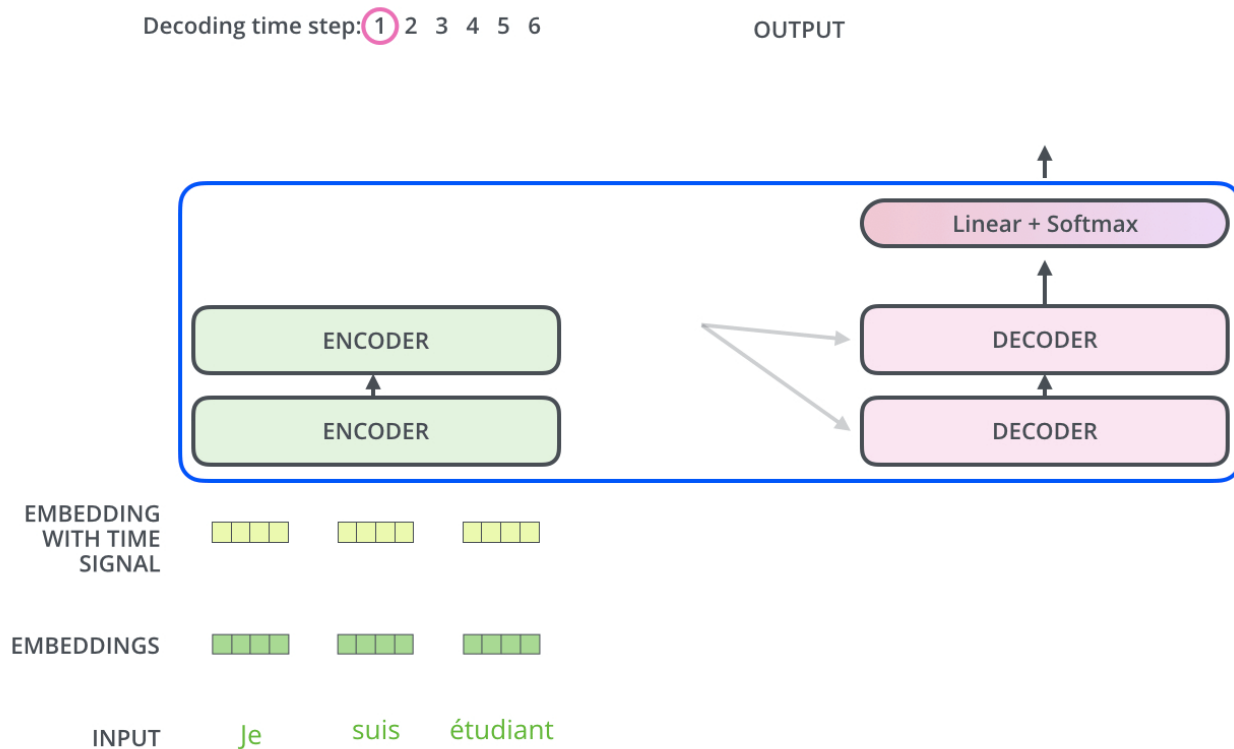 Decoding time step: 1 2 3 4 5 6
OUTPUT
Linear + Softmax
ENCODER
DECODER
ENCODER
DECODER
EMBEDDING
WITH TIME
SIGNAL
EMBEDDINGS
INPUT
Je suis étudiant